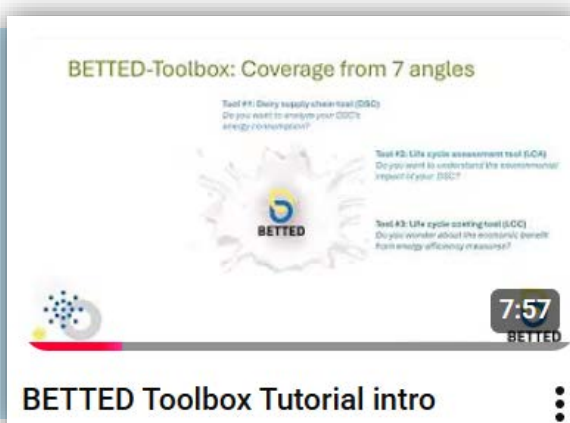 BETTED-Toolbox: Coverage from 7 angles
Tool #1: Dairy supply chain tool (DSC)
Do you want to analyze your DSC's
energy consumption?
Tool #2: Life cycle assessment tool (LCA)
Do you want to understand the environmental
impact of your DSC?
Tool #3: Life cycle costing tool (LCC)
Do you wonder about the economic benefit
from energy efficiency measures?
BETTED
7:57
BETTED
BETTED Toolbox Tutorial intro